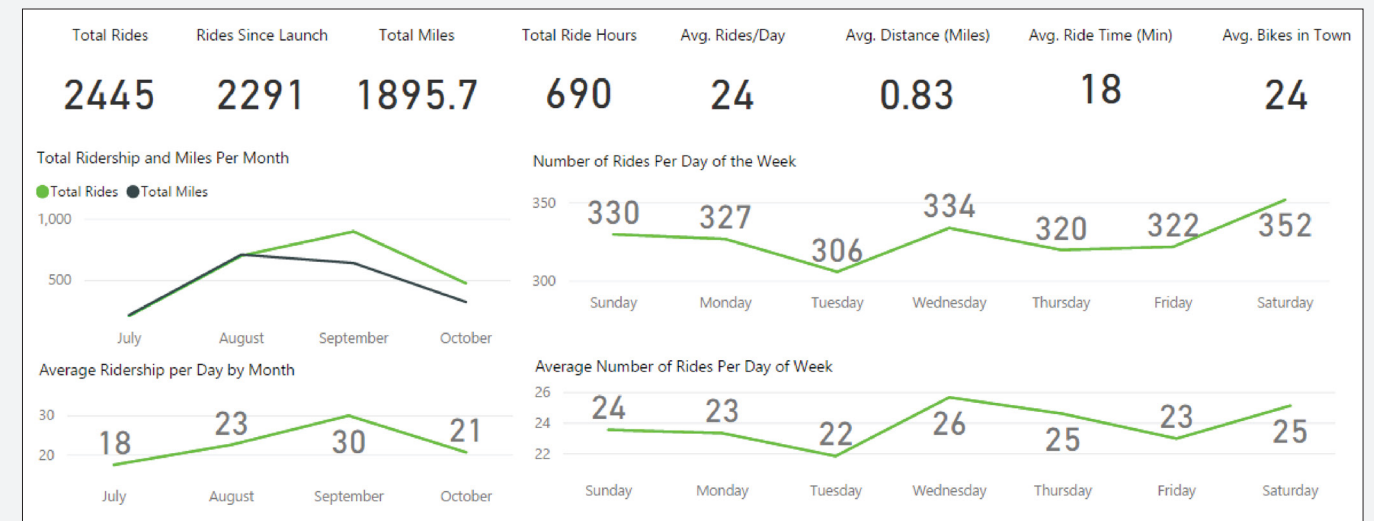 Total Rides Rides Since Launch Total Miles Total Ride Hours Avg. Rides/Day Avg. Distance (Miles) Avg. Ride Time (Min) Avg. Bikes in Town
2445 2291 1895.7 690 24 0.83 18 24
Total Ridership and Miles Per Month
Total Rides Total Miles
1,000
500
July August September October
Number of Rides Per Day of the Week
350
300
330 327 306 334 320 322 352
Sunday Monday Tuesday Wednesday Thursday Friday Saturday
Average Ridership per Day by Month
30
20
18 23 30 21
July August September October
Average Number of Rides Per Day of Week
26
24
22
24 23 22 26 25 23 25
Sunday Monday Tuesday Wednesday Thursday Friday Saturday